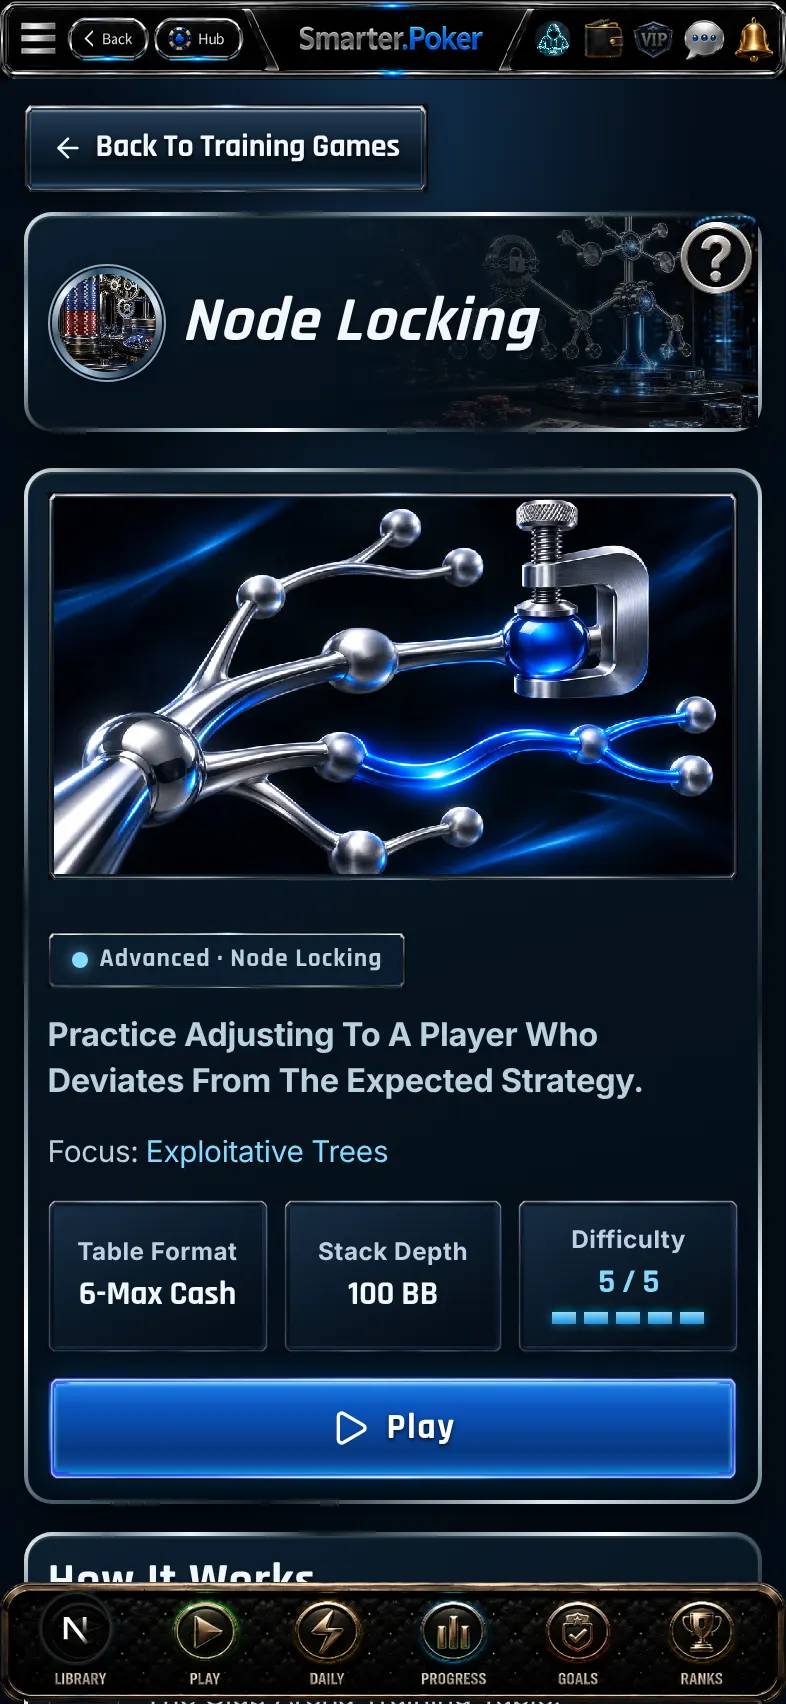 Back
Hub
Smarter.Poker
VIP
Back To Training Games
Node Locking
?
Advanced · Node Locking
Practice Adjusting To A Player Who
Deviates From The Expected Strategy.
Focus: Exploitative Trees
Table Format
6-Max Cash
Stack Depth
100 BB
Difficulty
5 / 5
Play
How It Works
N
LIBRARY
PLAY
DAILY
PROGRESS
GOALS
RANKS